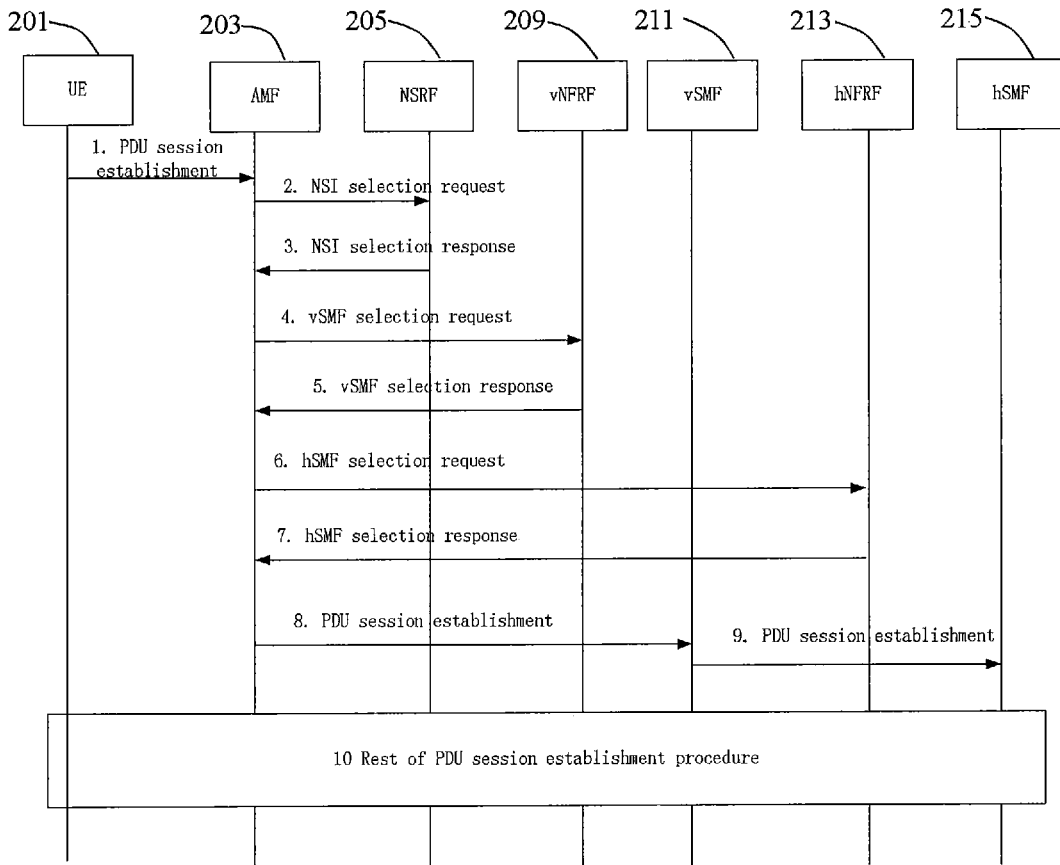 201 203 205 209 211 213 215
UE AMF NSRF vNFRF vSMF hNFRF hSMF
1. PDU session
establishment
2. NSI selection request
3. NSI selection response
4. vSMF selection request
5. vSMF selection response
6. hSMF selection request
7. hSMF selection response
8. PDU session establishment
9. PDU session establishment
10 Rest of PDU session establishment procedure